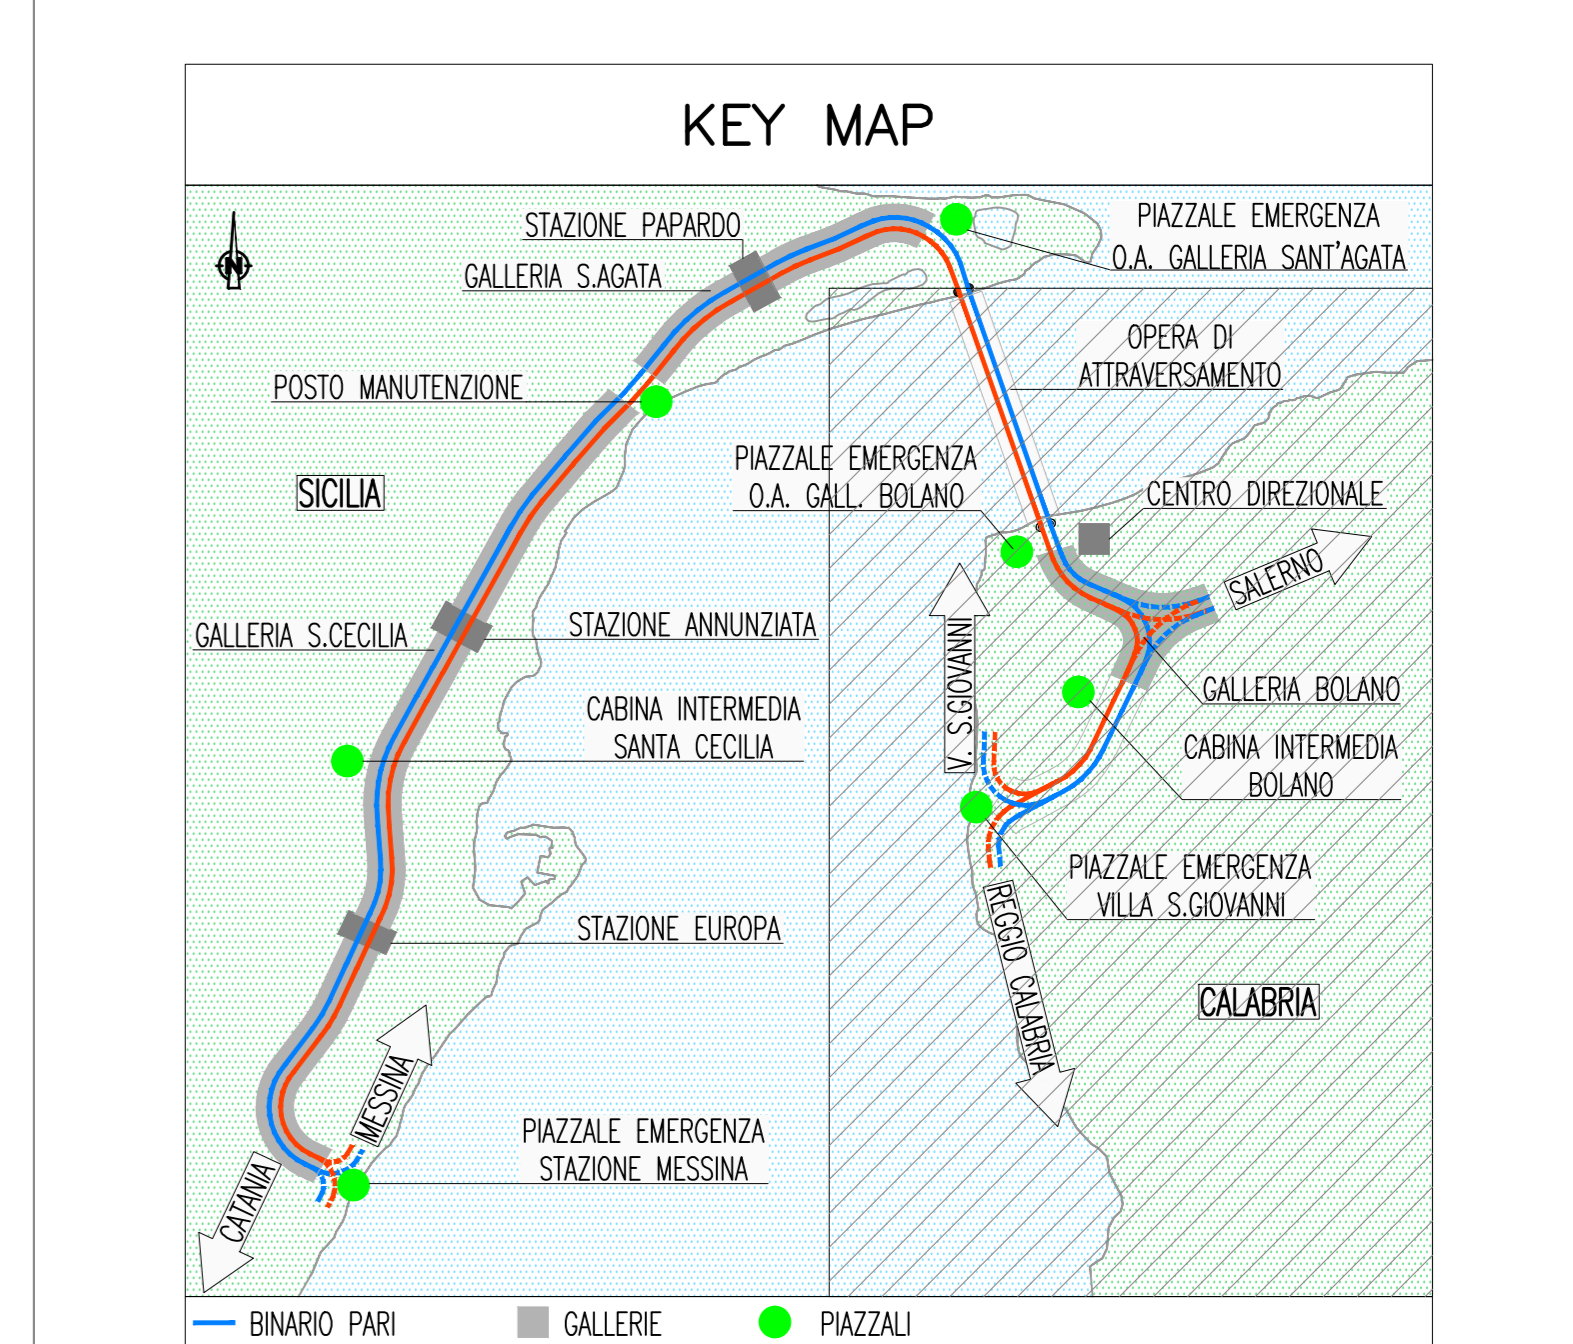 KEY MAP
N
STAZIONE PAPARDO
GALLERIA S.AGATA
PIAZZALE EMERGENZA
O.A. GALLERIA SANT'AGATA
OPERA DI
ATTRAVERSAMENTO
POSTO MANUTENZIONE
SICILIA
PIAZZALE EMERGENZA
O.A. GALL. BOLANO
CENTRO DIREZIONALE
SALERNO
GALLERIA S.CECILIA
STAZIONE ANNUNZIATA
V. S.GIOVANNI
GALLERIA BOLANO
CABINA INTERMEDIA
SANTA CECILIA
CABINA INTERMEDIA
BOLANO
PIAZZALE EMERGENZA
VILLA S.GIOVANNI
STAZIONE EUROPA
REGGIO CALABRIA
CALABRIA
MESSINA
PIAZZALE EMERGENZA
STAZIONE MESSINA
CATANIA
BINARIO PARI
GALLERIE
PIAZZALI